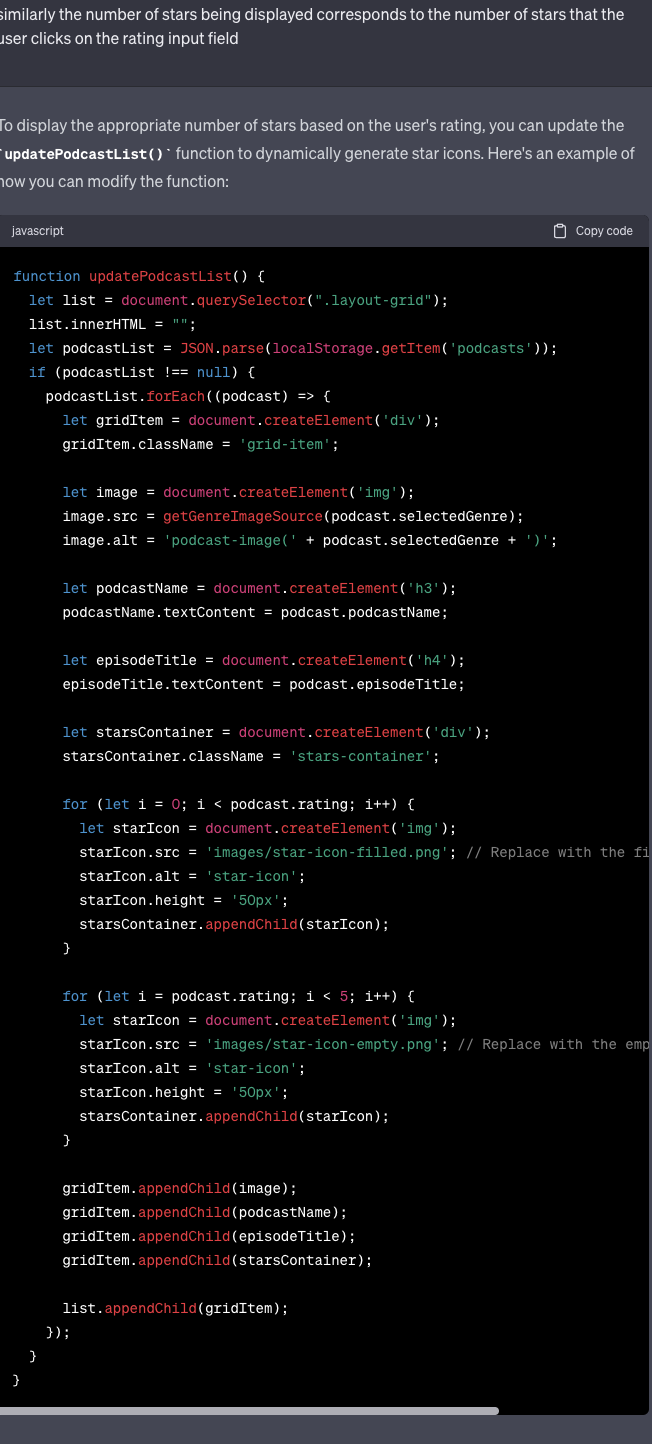 similarly the number of stars being displayed corresponds to the number of stars that the
user clicks on the rating input field
To display the appropriate number of stars based on the user's rating, you can update the
`updatePodcastList()` function to dynamically generate star icons. Here's an example of
how you can modify the function:
javascript Copy code
function updatePodcastList() {
  let list = document.querySelector(".layout-grid");
  list.innerHTML = "";
  let podcastList = JSON.parse(localStorage.getItem('podcasts'));
  if (podcastList !== null) {
    podcastList.forEach((podcast) => {
      let gridItem = document.createElement('div');
      gridItem.className = 'grid-item';
      let image = document.createElement('img');
      image.src = getGenreImageSource(podcast.selectedGenre);
      image.alt = 'podcast-image(' + podcast.selectedGenre + ')';
      let podcastName = document.createElement('h3');
      podcastName.textContent = podcast.podcastName;
      let episodeTitle = document.createElement('h4');
      episodeTitle.textContent = podcast.episodeTitle;
      let starsContainer = document.createElement('div');
      starsContainer.className = 'stars-container';
      for (let i = 0; i < podcast.rating; i++) {
        let starIcon = document.createElement('img');
        starIcon.src = 'images/star-icon-filled.png'; // Replace with the fi
        starIcon.alt = 'star-icon';
        starIcon.height = '50px';
        starsContainer.appendChild(starIcon);
      }
      for (let i = podcast.rating; i < 5; i++) {
        let starIcon = document.createElement('img');
        starIcon.src = 'images/star-icon-empty.png'; // Replace with the emp
        starIcon.alt = 'star-icon';
        starIcon.height = '50px';
        starsContainer.appendChild(starIcon);
      }
      gridItem.appendChild(image);
      gridItem.appendChild(podcastName);
      gridItem.appendChild(episodeTitle);
      gridItem.appendChild(starsContainer);
      list.appendChild(gridItem);
    });
  }
}